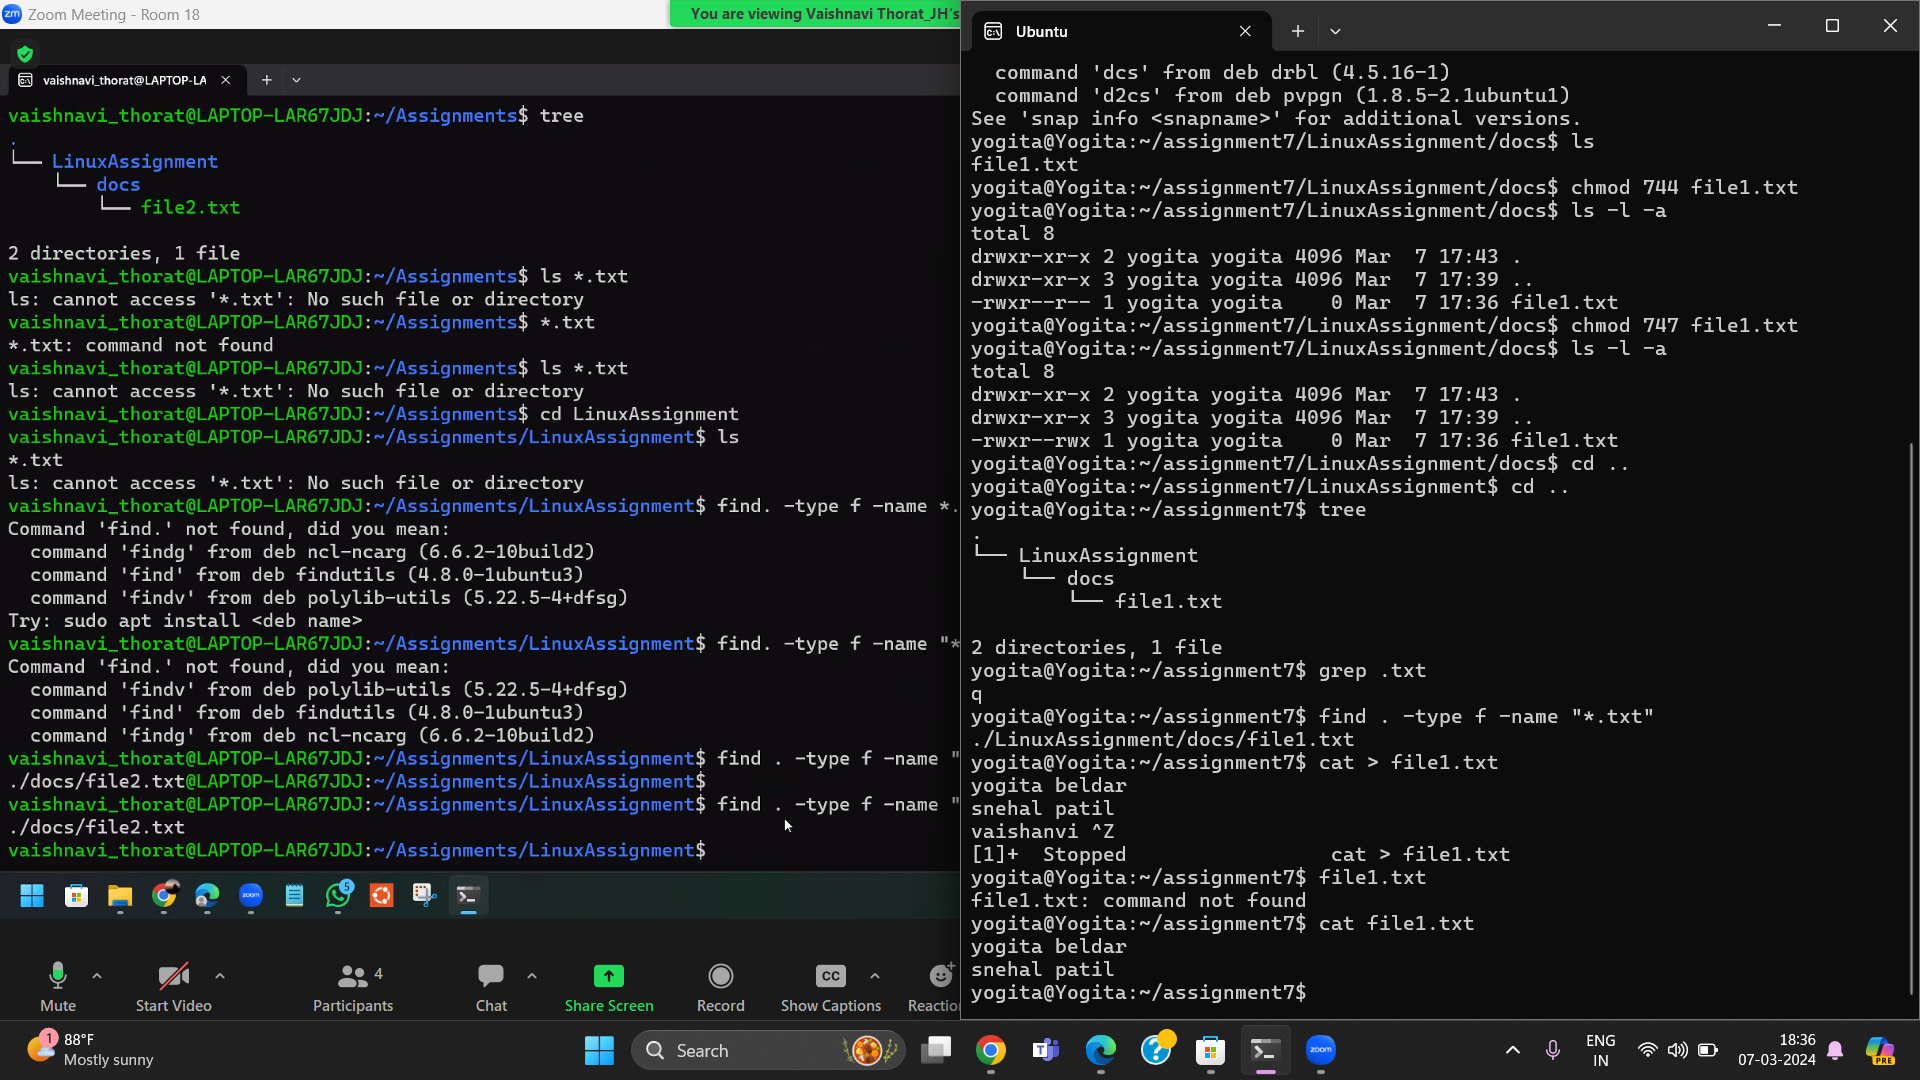 Zoom Meeting - Room 18
You are viewing Vaishnavi Thorat_JH's
vaishnavi_thorat@LAPTOP-LA
vaishnavi_thorat@LAPTOP-LAR67JDJ:~/Assignments$ tree
.
└── LinuxAssignment
    └── docs
        └── file2.txt
2 directories, 1 file
vaishnavi_thorat@LAPTOP-LAR67JDJ:~/Assignments$ ls *.txt
ls: cannot access '*.txt': No such file or directory
vaishnavi_thorat@LAPTOP-LAR67JDJ:~/Assignments$ *.txt
*.txt: command not found
vaishnavi_thorat@LAPTOP-LAR67JDJ:~/Assignments$ ls *.txt
ls: cannot access '*.txt': No such file or directory
vaishnavi_thorat@LAPTOP-LAR67JDJ:~/Assignments$ cd LinuxAssignment
vaishnavi_thorat@LAPTOP-LAR67JDJ:~/Assignments/LinuxAssignment$ ls
*.txt
ls: cannot access '*.txt': No such file or directory
vaishnavi_thorat@LAPTOP-LAR67JDJ:~/Assignments/LinuxAssignment$ find. -type f -name *.
Command 'find.' not found, did you mean:
  command 'findg' from deb ncl-ncarg (6.6.2-10build2)
  command 'find' from deb findutils (4.8.0-1ubuntu3)
  command 'findv' from deb polylib-utils (5.22.5-4+dfsg)
Try: sudo apt install <deb name>
vaishnavi_thorat@LAPTOP-LAR67JDJ:~/Assignments/LinuxAssignment$ find. -type f -name "*
Command 'find.' not found, did you mean:
  command 'findv' from deb polylib-utils (5.22.5-4+dfsg)
  command 'find' from deb findutils (4.8.0-1ubuntu3)
  command 'findg' from deb ncl-ncarg (6.6.2-10build2)
vaishnavi_thorat@LAPTOP-LAR67JDJ:~/Assignments/LinuxAssignment$ find . -type f -name "
./docs/file2.txt@LAPTOP-LAR67JDJ:~/Assignments/LinuxAssignment$
vaishnavi_thorat@LAPTOP-LAR67JDJ:~/Assignments/LinuxAssignment$ find . -type f -name "
./docs/file2.txt
vaishnavi_thorat@LAPTOP-LAR67JDJ:~/Assignments/LinuxAssignment$
zoom
5
4
CC
Mute
Start Video
Participants
Chat
Share Screen
Record
Show Captions
Reactio
Ubuntu
  command 'dcs' from deb drbl (4.5.16-1)
  command 'd2cs' from deb pvpgn (1.8.5-2.1ubuntu1)
See 'snap info <snapname>' for additional versions.
yogita@Yogita:~/assignment7/LinuxAssignment/docs$ ls
file1.txt
yogita@Yogita:~/assignment7/LinuxAssignment/docs$ chmod 744 file1.txt
yogita@Yogita:~/assignment7/LinuxAssignment/docs$ ls -l -a
total 8
drwxr-xr-x 2 yogita yogita 4096 Mar  7 17:43 .
drwxr-xr-x 3 yogita yogita 4096 Mar  7 17:39 ..
-rwxr--r-- 1 yogita yogita    0 Mar  7 17:36 file1.txt
yogita@Yogita:~/assignment7/LinuxAssignment/docs$ chmod 747 file1.txt
yogita@Yogita:~/assignment7/LinuxAssignment/docs$ ls -l -a
total 8
drwxr-xr-x 2 yogita yogita 4096 Mar  7 17:43 .
drwxr-xr-x 3 yogita yogita 4096 Mar  7 17:39 ..
-rwxr--rwx 1 yogita yogita    0 Mar  7 17:36 file1.txt
yogita@Yogita:~/assignment7/LinuxAssignment/docs$ cd ..
yogita@Yogita:~/assignment7/LinuxAssignment$ cd ..
yogita@Yogita:~/assignment7$ tree
.
└── LinuxAssignment
    └── docs
        └── file1.txt
2 directories, 1 file
yogita@Yogita:~/assignment7$ grep .txt
q
yogita@Yogita:~/assignment7$ find . -type f -name "*.txt"
./LinuxAssignment/docs/file1.txt
yogita@Yogita:~/assignment7$ cat > file1.txt
yogita beldar
snehal patil
vaishanvi ^Z
[1]+  Stopped                 cat > file1.txt
yogita@Yogita:~/assignment7$ file1.txt
file1.txt: command not found
yogita@Yogita:~/assignment7$ cat file1.txt
yogita beldar
snehal patil
yogita@Yogita:~/assignment7$
1
88°F
Mostly sunny
Search
zoom
ENG
IN
18:36
07-03-2024
PRE